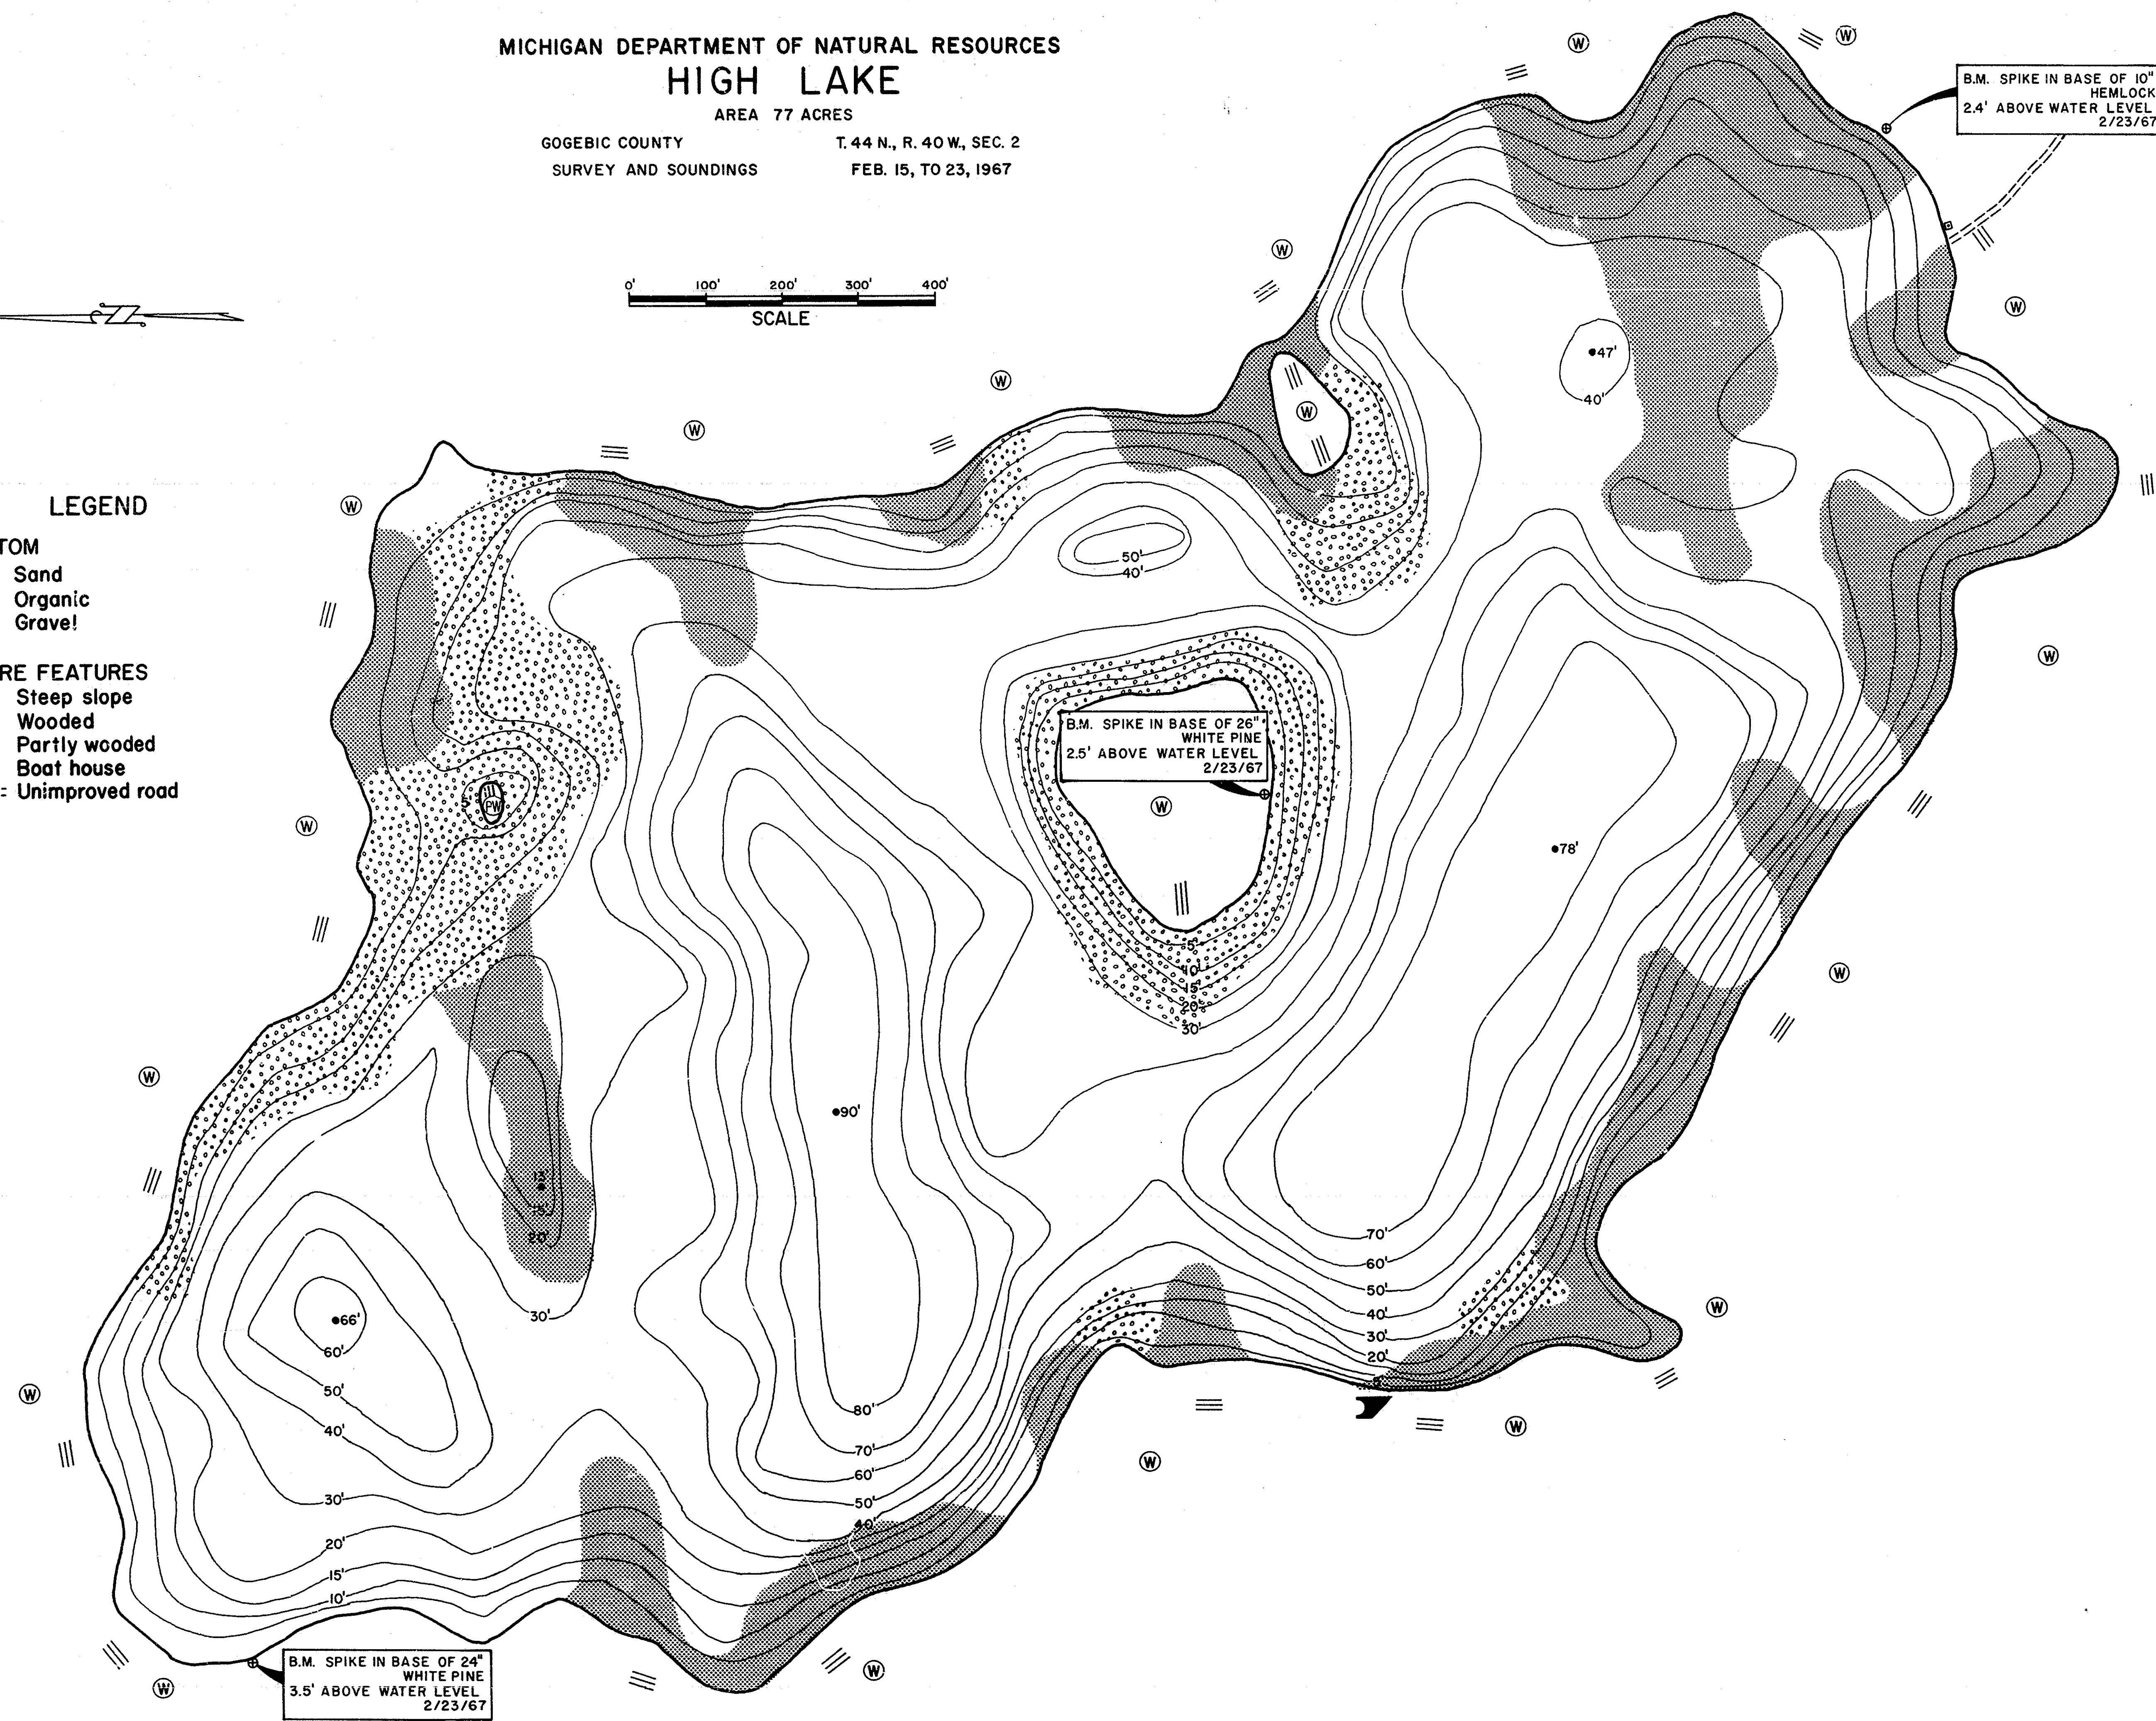 MICHIGAN DEPARTMENT OF NATURAL RESOURCES
HIGH LAKE
AREA 77 ACRES
GOGEBIC COUNTY T. 44 N., R. 40 W., SEC. 2
SURVEY AND SOUNDINGS FEB. 15, TO 23, 1967
0' 100' 200' 300' 400'
SCALE
B.M. SPIKE IN BASE OF 10"
HEMLOCK
2.4' ABOVE WATER LEVEL
2/23/67
W W
W
W
W
47'
40'
W
W
W
LEGEND
TOM
Sand
Organic
Gravel
RE FEATURES
Steep slope
Wooded
Partly wooded
Boat house
= Unimproved road
W
50'
40'
W
B.M. SPIKE IN BASE OF 26"
WHITE PINE
2.5' ABOVE WATER LEVEL
2/23/67
W
5'
PW
W
78'
5'
10'
15'
20'
30'
W
W
90'
13'
15'
20'
30'
70'
60'
50'
40'
30'
20'
5'
W
66'
60'
50'
40'
30'
20'
15'
10'
80'
70'
60'
50'
40'
W
W
W
B.M. SPIKE IN BASE OF 24"
WHITE PINE
3.5' ABOVE WATER LEVEL
2/23/67
W
W